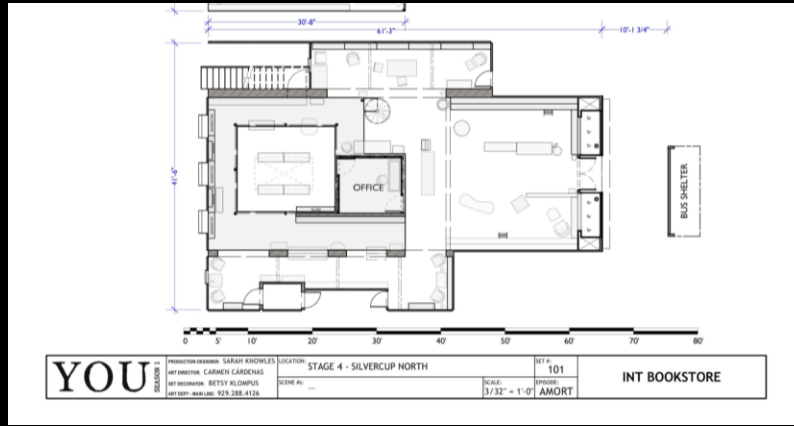 30'-8"
61'-3"
10'-1 3/4"
41'-6"
OFFICE
BUS SHELTER
0 5' 10' 20' 30' 40' 50' 60' 70' 80'
YOU
SEASON 1
PRODUCTION DESIGNER: SARAH KNOWLES
ART DIRECTOR: CARMEN CÁRDENAS
SET DECORATOR: BETSY KLOMPUS
ART DEPT - MAIN LINE: 929.288.4126
LOCATION: STAGE 4 - SILVERCUP NORTH
SCENE #s: —
SCALE: 3/32" = 1'-0"
SET #: 101
EPISODE: AMORT
INT BOOKSTORE